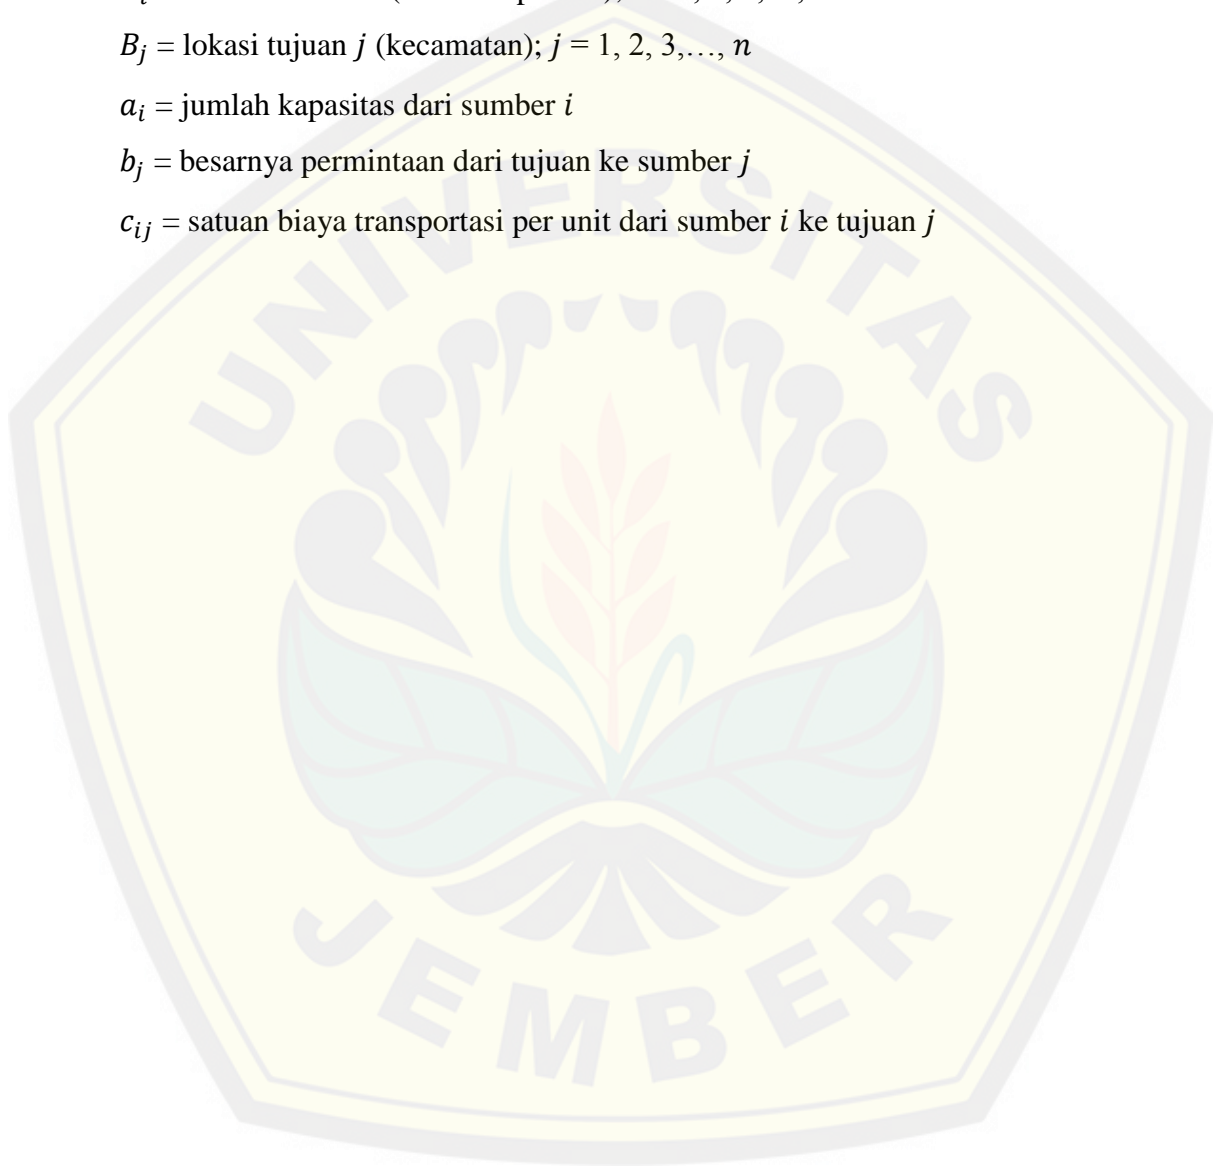 B_j = lokasi tujuan j (kecamatan); j = 1, 2, 3,…, n
a_i = jumlah kapasitas dari sumber i
b_j = besarnya permintaan dari tujuan ke sumber j
c_ij = satuan biaya transportasi per unit dari sumber i ke tujuan j
UNIVERSITAS
JEMBER